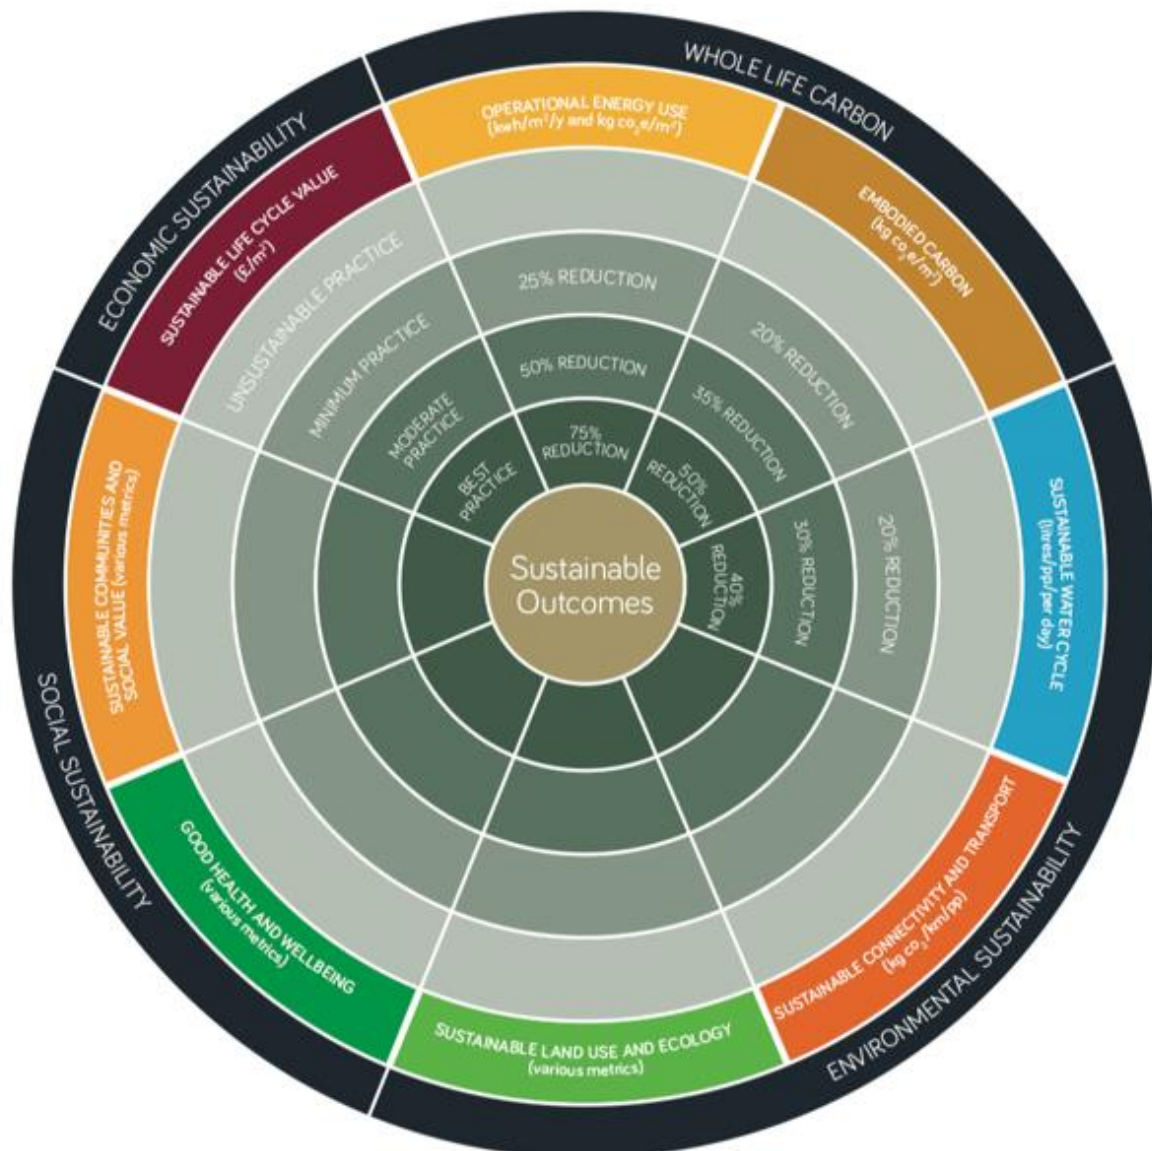 WHOLE LIFE CARBON
OPERATIONAL ENERGY USE
(kwh/m²/y and kg co₂e/m²)
25% REDUCTION
50% REDUCTION
75%
REDUCTION
EMBODIED CARBON
(kg co₂e/m²)
20% REDUCTION
35% REDUCTION
50%
REDUCTION
ENVIRONMENTAL SUSTAINABILITY
SUSTAINABLE WATER CYCLE
(litres/pp/per day)
20% REDUCTION
30% REDUCTION
40%
REDUCTION
SUSTAINABLE CONNECTIVITY AND TRANSPORT
(kg co₂/km/pp)
SUSTAINABLE LAND USE AND ECOLOGY
(various metrics)
SOCIAL SUSTAINABILITY
GOOD HEALTH AND WELLBEING
(various metrics)
SUSTAINABLE COMMUNITIES AND
SOCIAL VALUE (various metrics)
ECONOMIC SUSTAINABILITY
SUSTAINABLE LIFE CYCLE VALUE
(£/m²)
UNSUSTAINABLE PRACTICE
MINIMUM PRACTICE
MODERATE
PRACTICE
BEST
PRACTICE
Sustainable
Outcomes